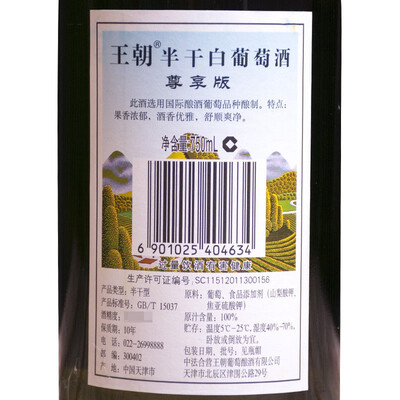 王朝®半干白葡萄酒
尊享版
此酒选用国际酿酒葡萄品种酿制。特点：
果香浓郁，酒香优雅，舒顺爽净。
净含量:750mL
6 901025 404634
过量饮酒有害健康
生产许可证编号:SC11512011300156
产品类型: 半干型
产品标准号: GB/T 15037
酒精度:
保质期: 10年
电话: 022-26998888
邮编: 300402
产地: 中国天津市
原料: 葡萄、食品添加剂（山梨酸钾、
焦亚硫酸钾）
原汁含量: 100%
贮存: 温度5℃~25℃，湿度40%-70%，
卧放或倒放为宜。
包装日期、批号: 见瓶帽
中法合营王朝葡萄酿酒有限公司
天津市北辰区津围公路29号